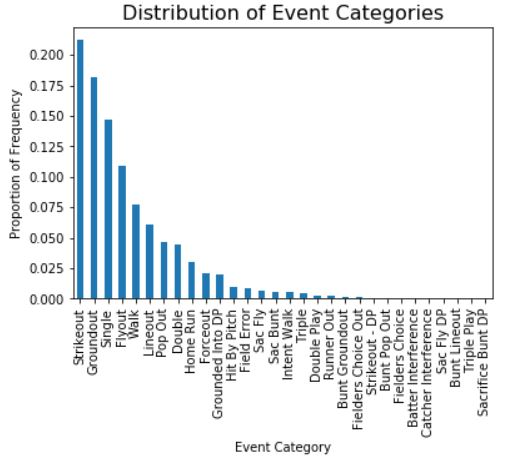 Distribution of Event Categories
0.200
0.175
0.150
0.125
0.100
0.075
0.050
0.025
0.000
Proportion of Frequency
Strikeout
Groundout
Single
Flyout
Walk
Lineout
Pop Out
Double
Home Run
Forceout
Grounded Into DP
Hit By Pitch
Field Error
Sac Fly
Sac Bunt
Intent Walk
Triple
Double Play
Runner Out
Bunt Groundout
Fielders Choice Out
Strikeout - DP
Bunt Pop Out
Fielders Choice
Batter Interference
Catcher Interference
Sac Fly DP
Bunt Lineout
Triple Play
Sacrifice Bunt DP
Event Category